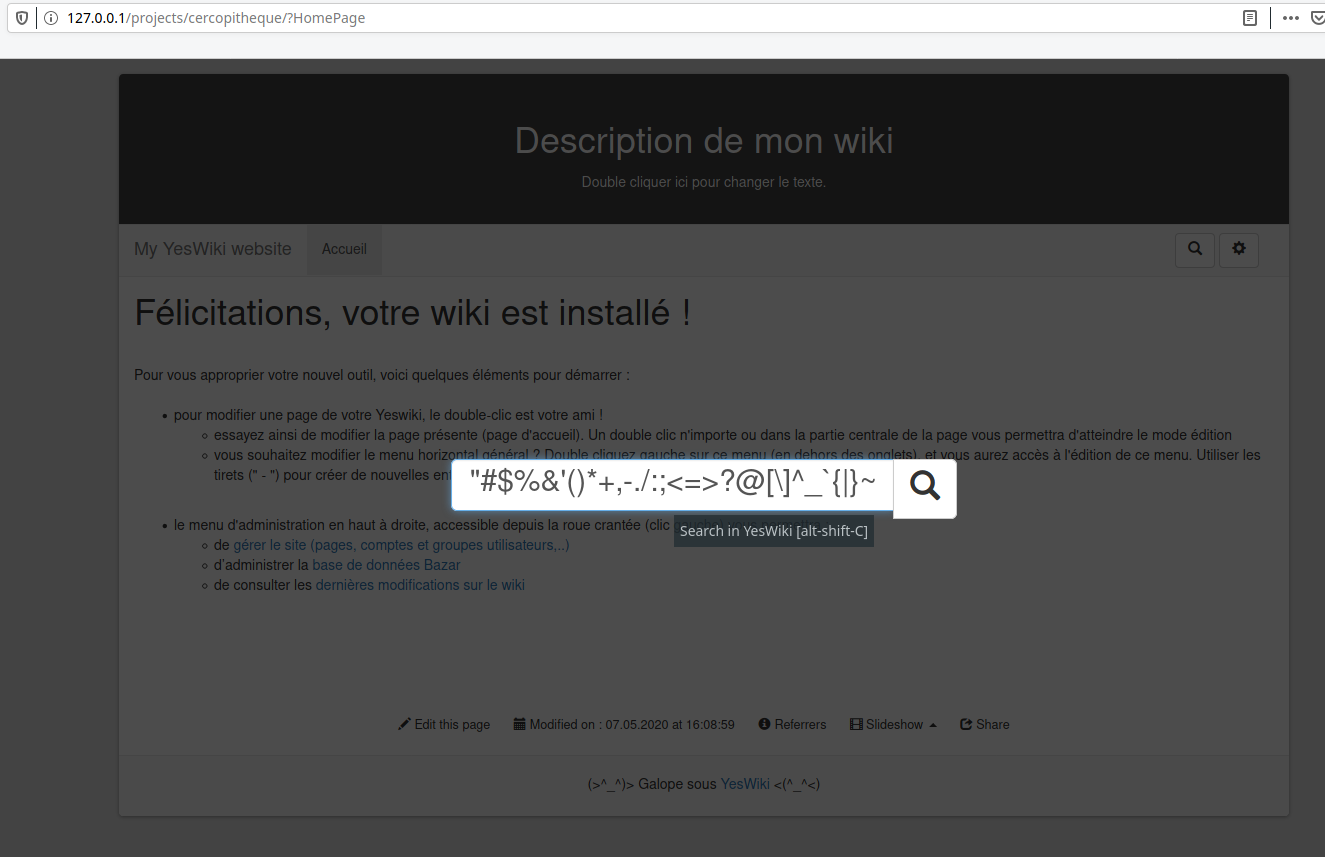 127.0.0.1/projects/cercopitheque/?HomePage
Description de mon wiki
Double cliquer ici pour changer le texte.
My YesWiki website Accueil
Félicitations, votre wiki est installé !
Pour vous approprier votre nouvel outil, voici quelques éléments pour démarrer :
• pour modifier une page de votre Yeswiki, le double-clic est votre ami !
◦ essayez ainsi de modifier la page présente (page d'accueil). Un double clic n'importe ou dans la partie centrale de la page vous permettra d'atteindre le mode édition
◦ vous souhaitez modifier le menu horizontal général ? Double cliquez gauche sur ce menu (en dehors des onglets), et vous aurez accès à l'édition de ce menu. Utiliser les
tirets (" - ") pour créer de nouvelles
"#$%&'()*+,-./:;<=>?@[\]^_`{|}~
• le menu d'administration en haut à droite, accessible depuis la roue crantée (clic
Search in YesWiki [alt-shift-C]
◦ de gérer le site (pages, comptes et groupes utilisateurs,..)
◦ d'administrer la base de données Bazar
◦ de consulter les dernières modifications sur le wiki
Edit this page Modified on : 07.05.2020 at 16:08:59 Referrers Slideshow Share
(>^_^)> Galope sous YesWiki <(^_^<)